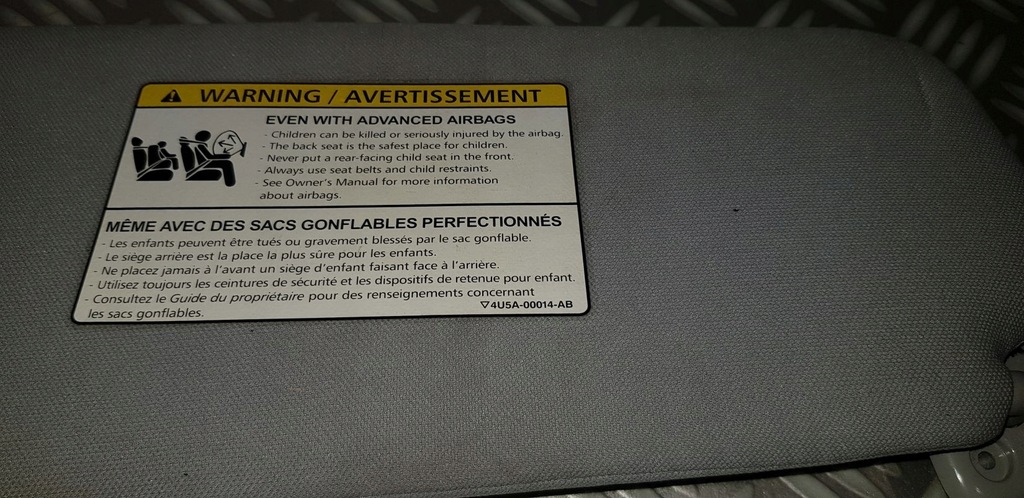 WARNING / AVERTISSEMENT
EVEN WITH ADVANCED AIRBAGS
- Children can be killed or seriously injured by the airbag.
- The back seat is the safest place for children.
- Never put a rear-facing child seat in the front.
- Always use seat belts and child restraints.
- See Owner's Manual for more information
about airbags.
MÊME AVEC DES SACS GONFLABLES PERFECTIONNÉS
- Les enfants peuvent être tués ou gravement blessés par le sac gonflable.
- Le siège arrière est la place la plus sûre pour les enfants.
- Ne placez jamais à l'avant un siège d'enfant faisant face à l'arrière.
- Utilisez toujours les ceintures de sécurité et les dispositifs de retenue pour enfant.
- Consultez le Guide du propriétaire pour des renseignements concernant
les sacs gonflables.
▽4U5A-00014-AB